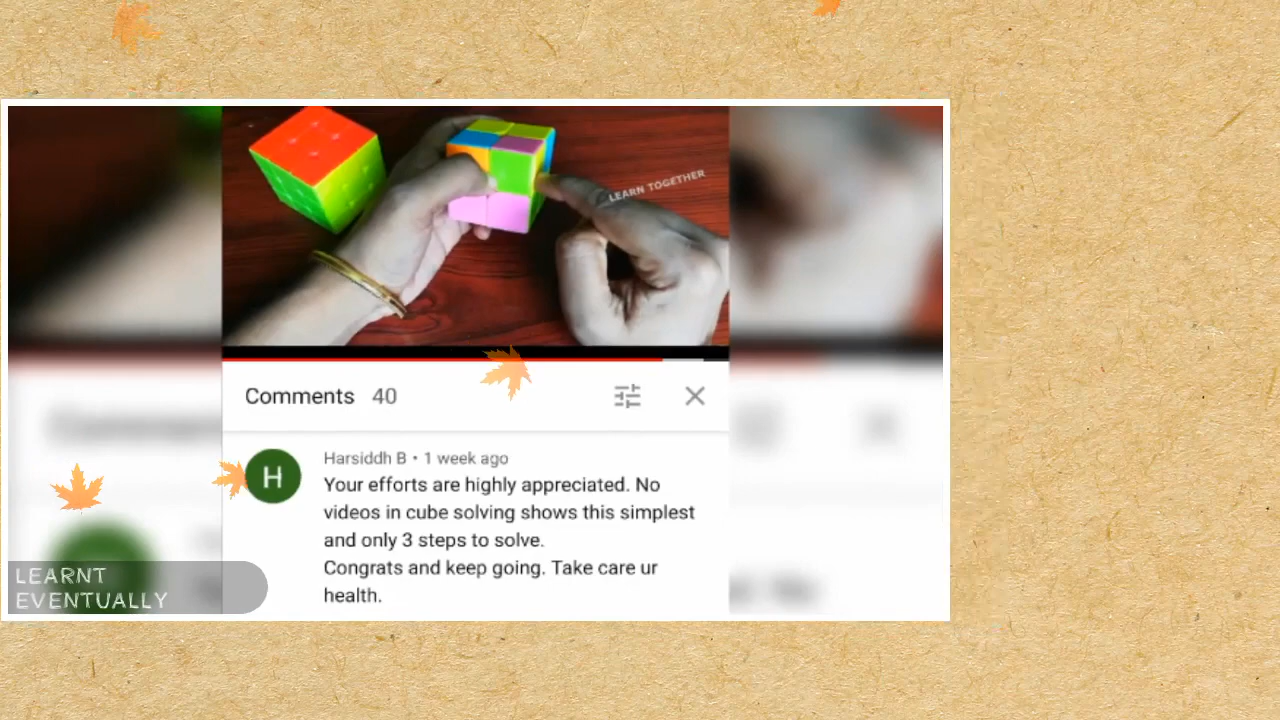 LEARN TOGETHER
Comments 40
H
Harsiddh B • 1 week ago
Your efforts are highly appreciated. No
videos in cube solving shows this simplest
and only 3 steps to solve.
Congrats and keep going. Take care ur
health.
LEARNT
EVENTUALLY